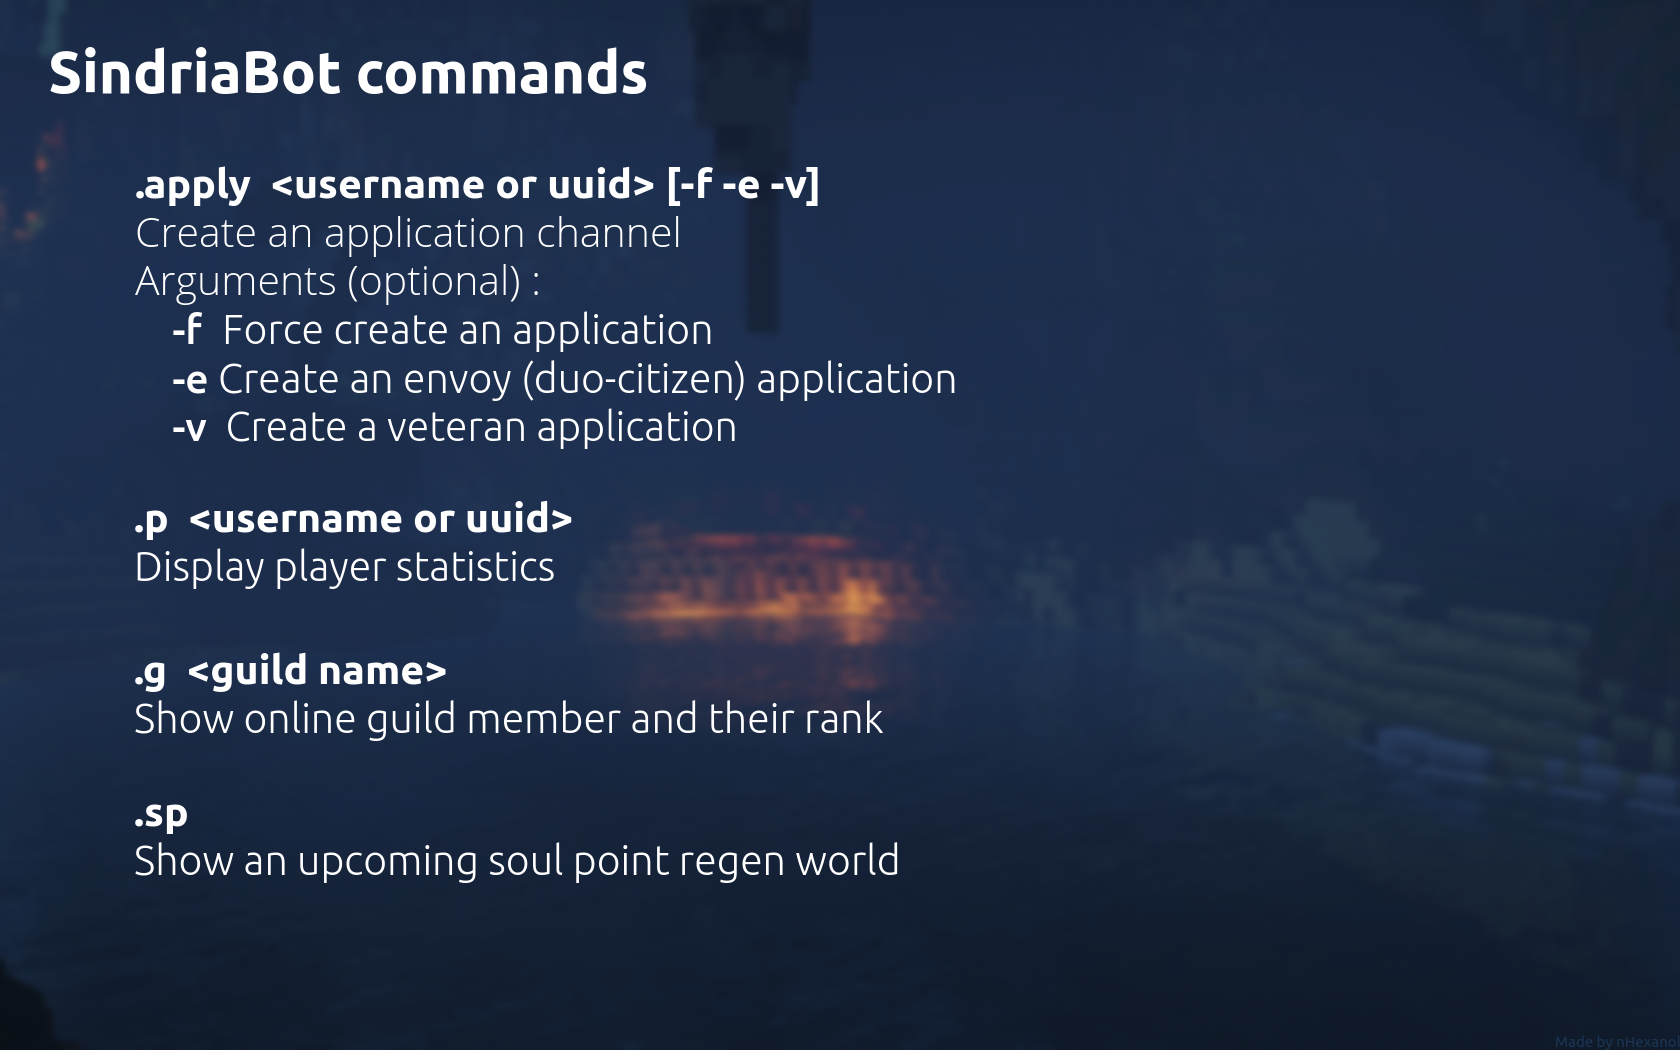 SindriaBot commands
.apply <username or uuid> [-f -e -v]
Create an application channel
Arguments (optional) :
-f Force create an application
-e Create an envoy (duo-citizen) application
-v Create a veteran application
.p <username or uuid>
Display player statistics
.g <guild name>
Show online guild member and their rank
.sp
Show an upcoming soul point regen world
Made by nHexanol